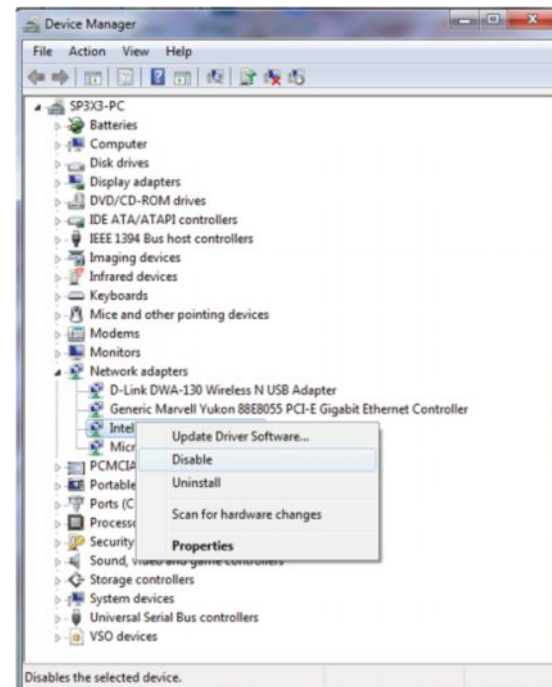 Device Manager
File Action View Help
SP3X3-PC
Batteries
Computer
Disk drives
Display adapters
DVD/CD-ROM drives
IDE ATA/ATAPI controllers
IEEE 1394 Bus host controllers
Imaging devices
Infrared devices
Keyboards
Mice and other pointing devices
Modems
Monitors
Network adapters
D-Link DWA-130 Wireless N USB Adapter
Generic Marvell Yukon 88E8055 PCI-E Gigabit Ethernet Controller
Intel
Micr
Update Driver Software...
Disable
Uninstall
Scan for hardware changes
Properties
PCMCIA
Portable
Ports (C
Process
Security
Sound, video and game controllers
Storage controllers
System devices
Universal Serial Bus controllers
VSO devices
Disables the selected device.